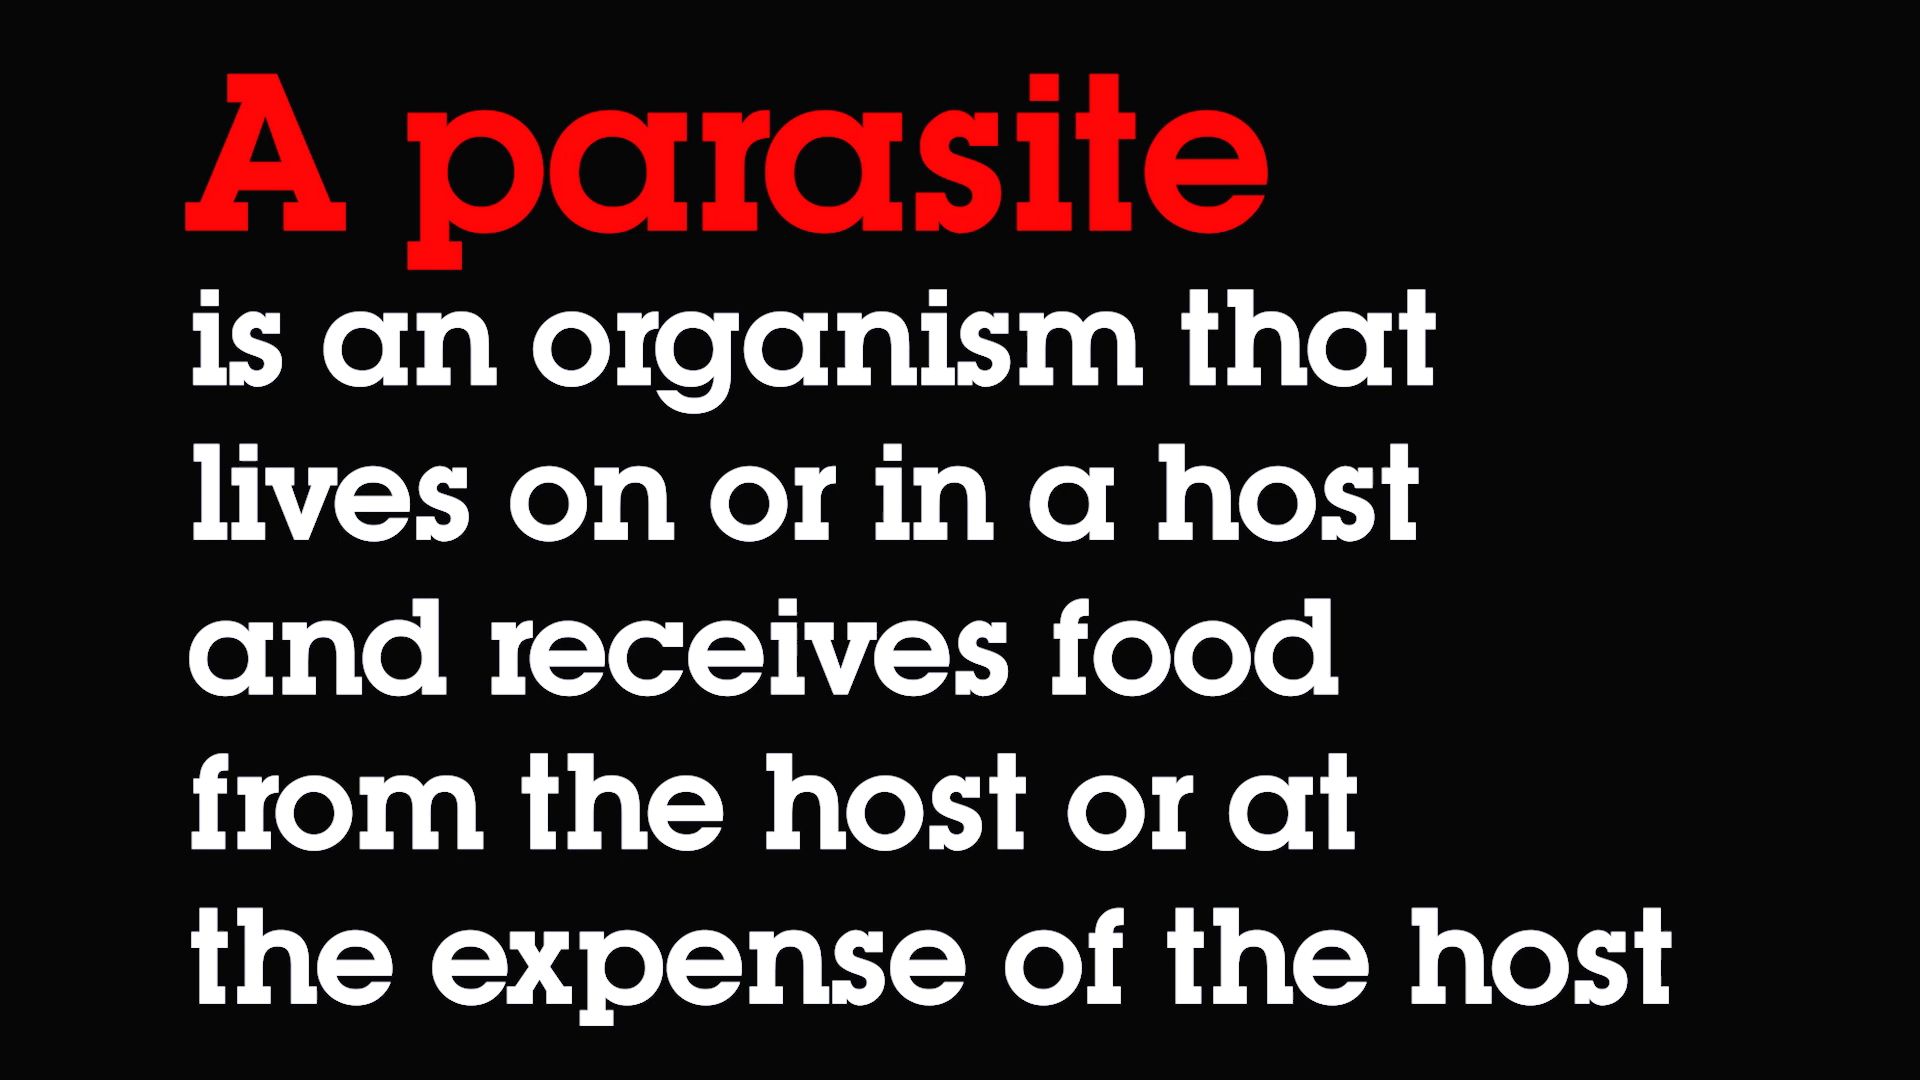 A parasite
is an organism that
lives on or in a host
and receives food
from the host or at
the expense of the host